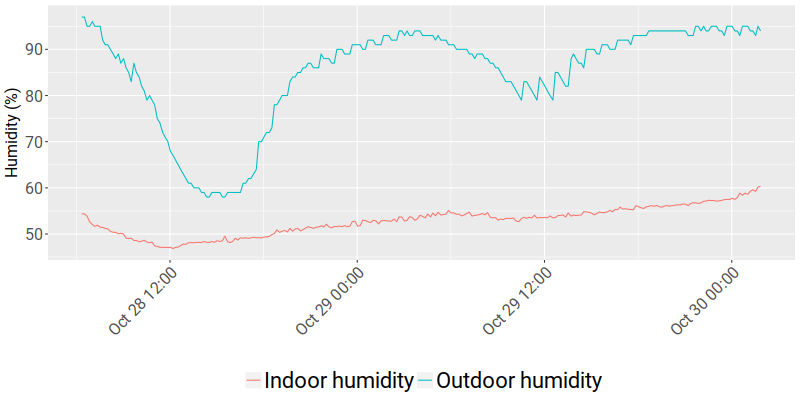 Humidity (%)
90
80
70
60
50
Oct 28 12:00
Oct 29 00:00
Oct 29 12:00
Oct 30 00:00
Indoor humidity
Outdoor humidity